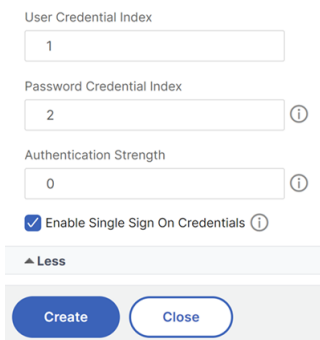 User Credential Index
1
Password Credential Index
2
Authentication Strength
0
Enable Single Sign On Credentials
Less
Create Close